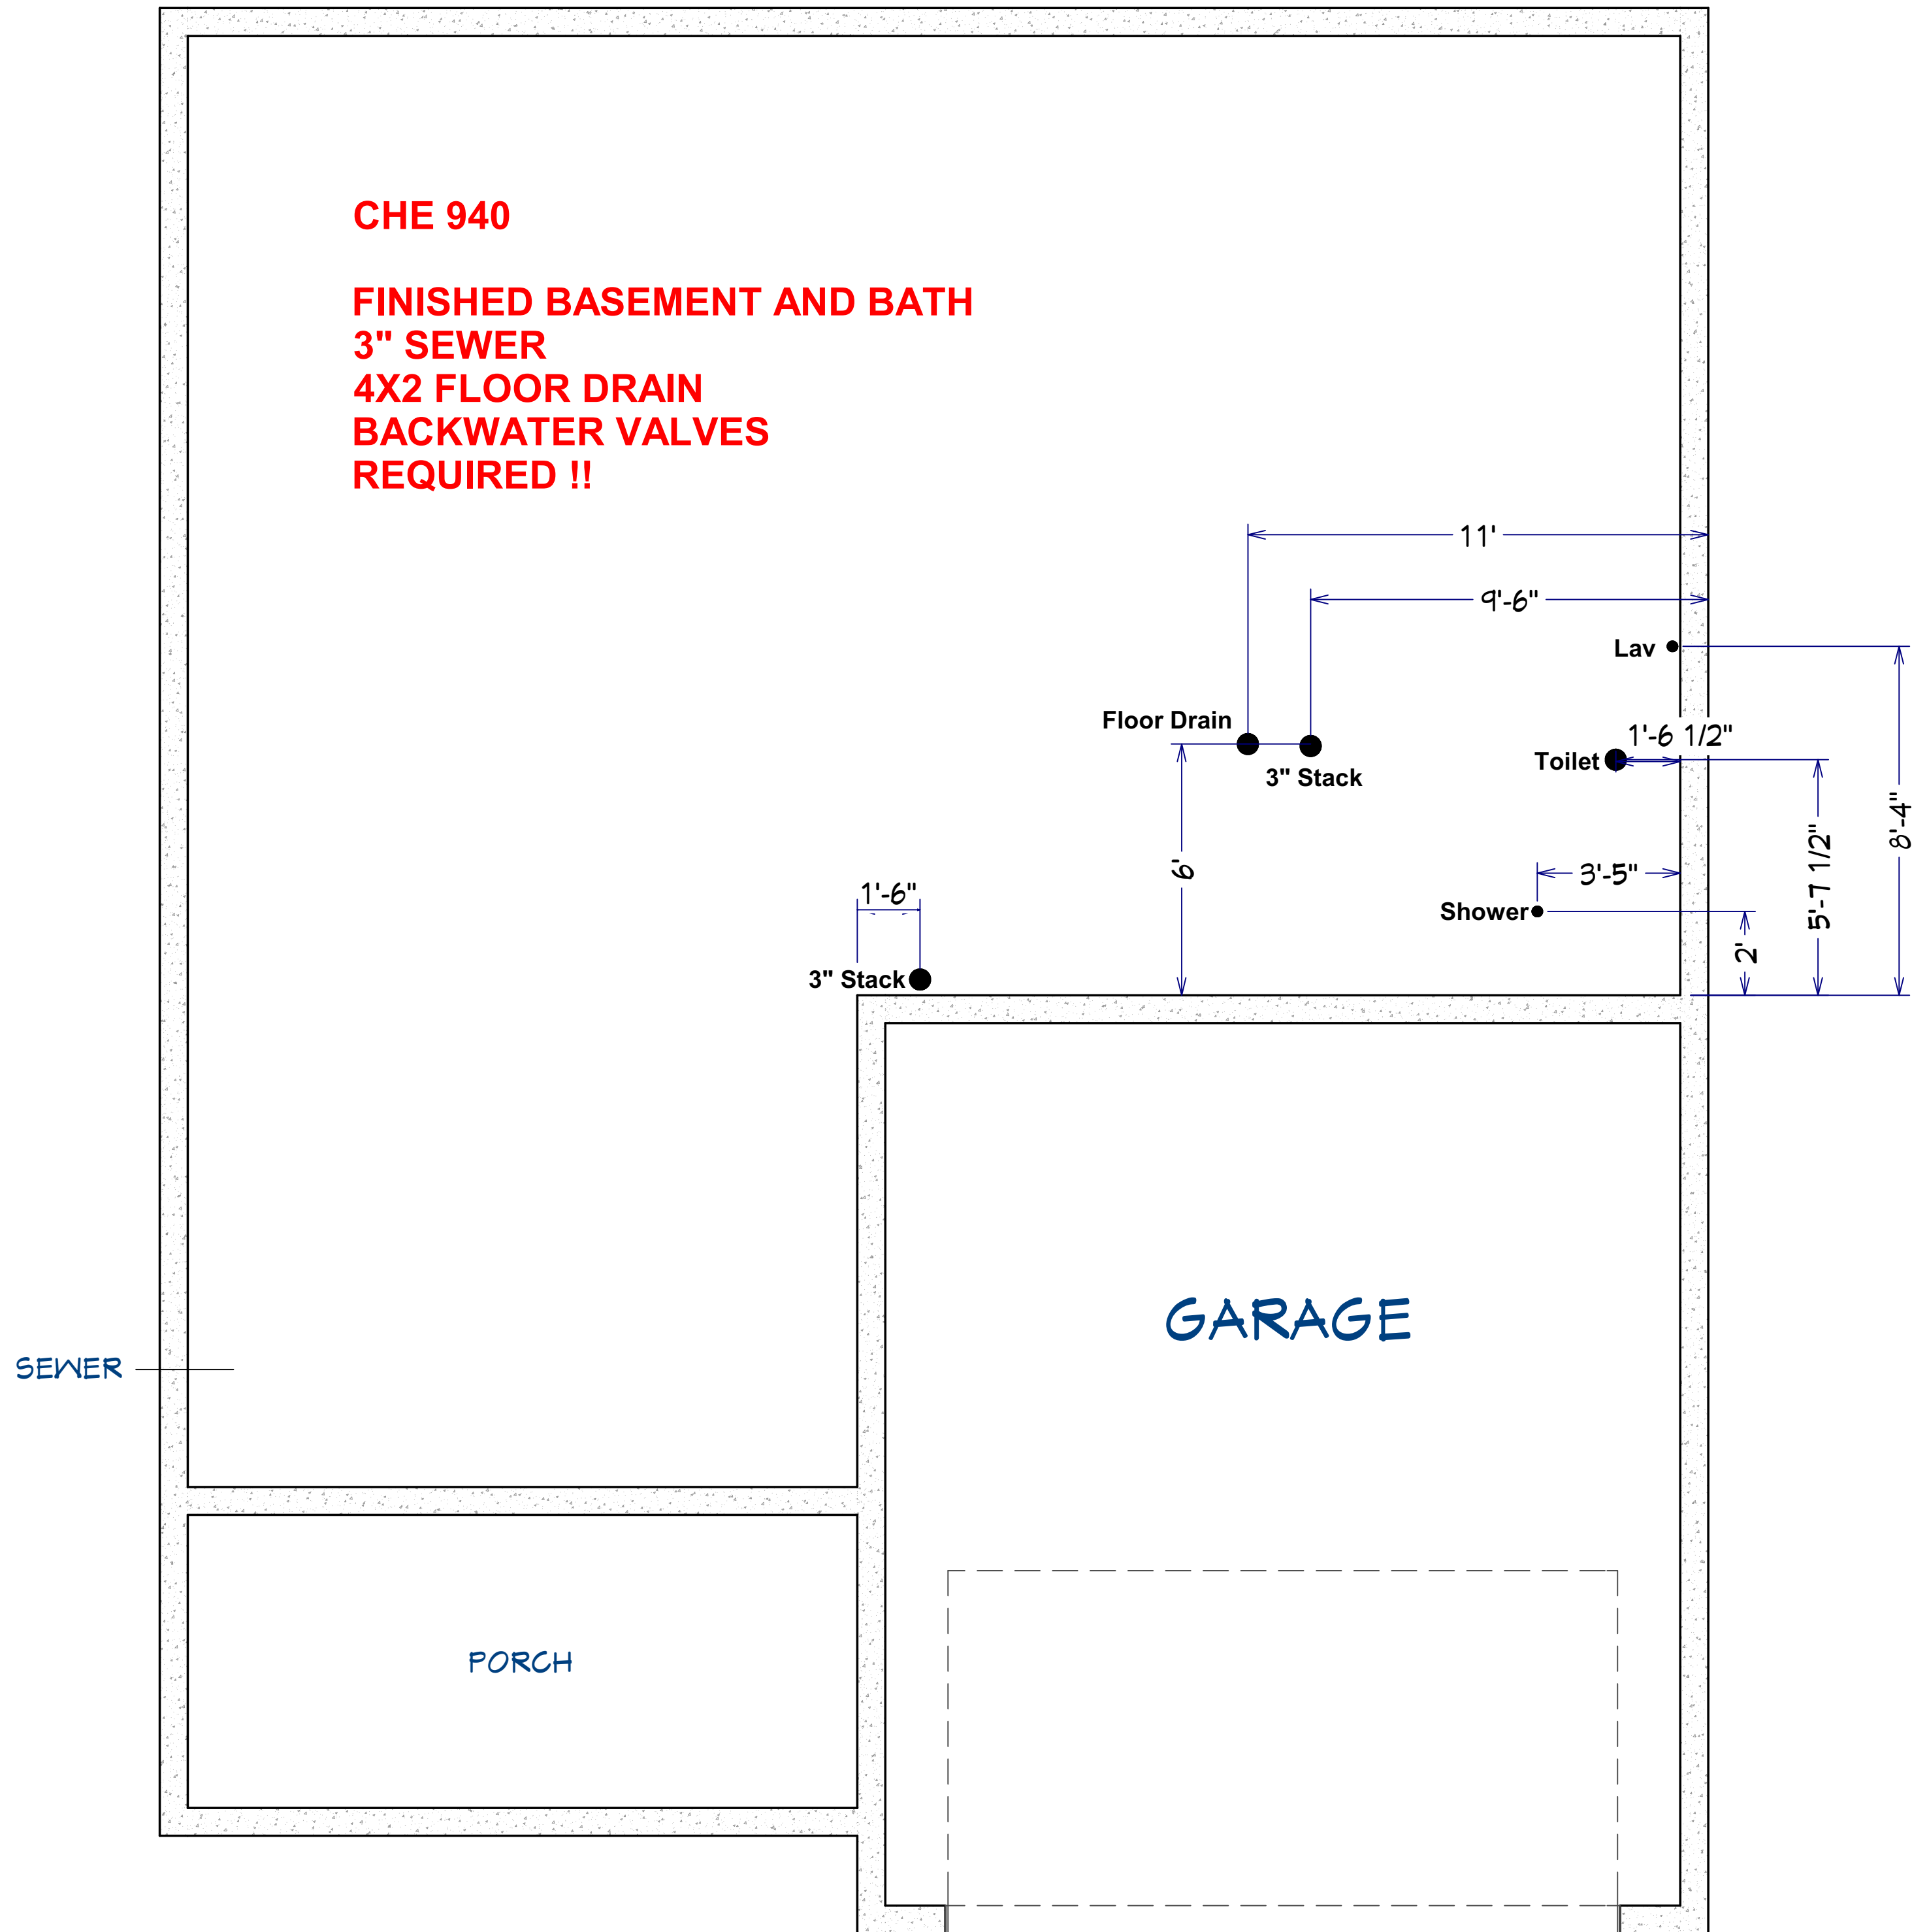 CHE 940
FINISHED BASEMENT AND BATH
3" SEWER
4X2 FLOOR DRAIN
BACKWATER VALVES
REQUIRED !!
11'
9'-6"
Lav
Floor Drain
1'-6 1/2"
Toilet
3" Stack
8'-4"
5'-7 1/2"
6'
3'-5"
1'-6"
Shower
2'
3" Stack
GARAGE
SEWER
PORCH